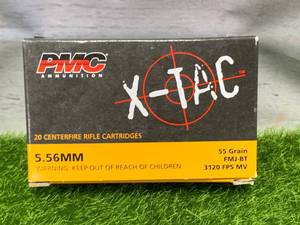 PMC
AMMUNITION
X-TAC
20 CENTERFIRE RIFLE CARTRIDGES
5.56MM
55 Grain
FMJ-BT
3120 FPS MV
WARNING: KEEP OUT OF REACH OF CHILDREN